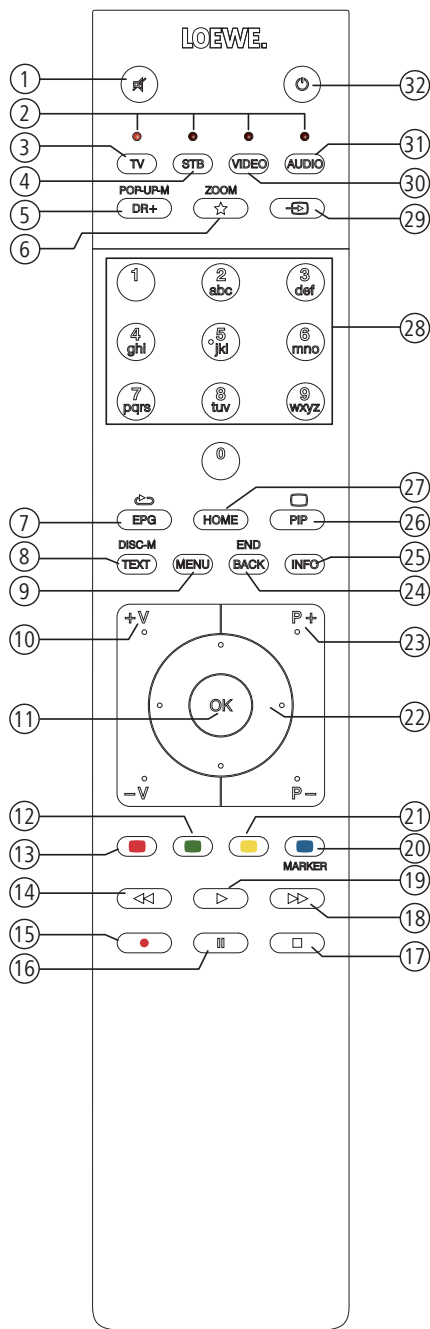 LOEWE.
1
32
2
3
TV
STB
VIDEO
AUDIO
31
4
30
POP-UP-M
ZOOM
5
DR+
29
6
1
2
abc
3
def
28
4
ghi
5
jkl
6
mno
7
pqrs
8
tuv
9
wxyz
0
27
7
EPG
HOME
PIP
26
DISC-M
END
8
TEXT
MENU
BACK
INFO
25
9
24
10
+V
P+
23
11
OK
22
-V
P-
12
21
13
20
MARKER
14
19
18
15
16
17